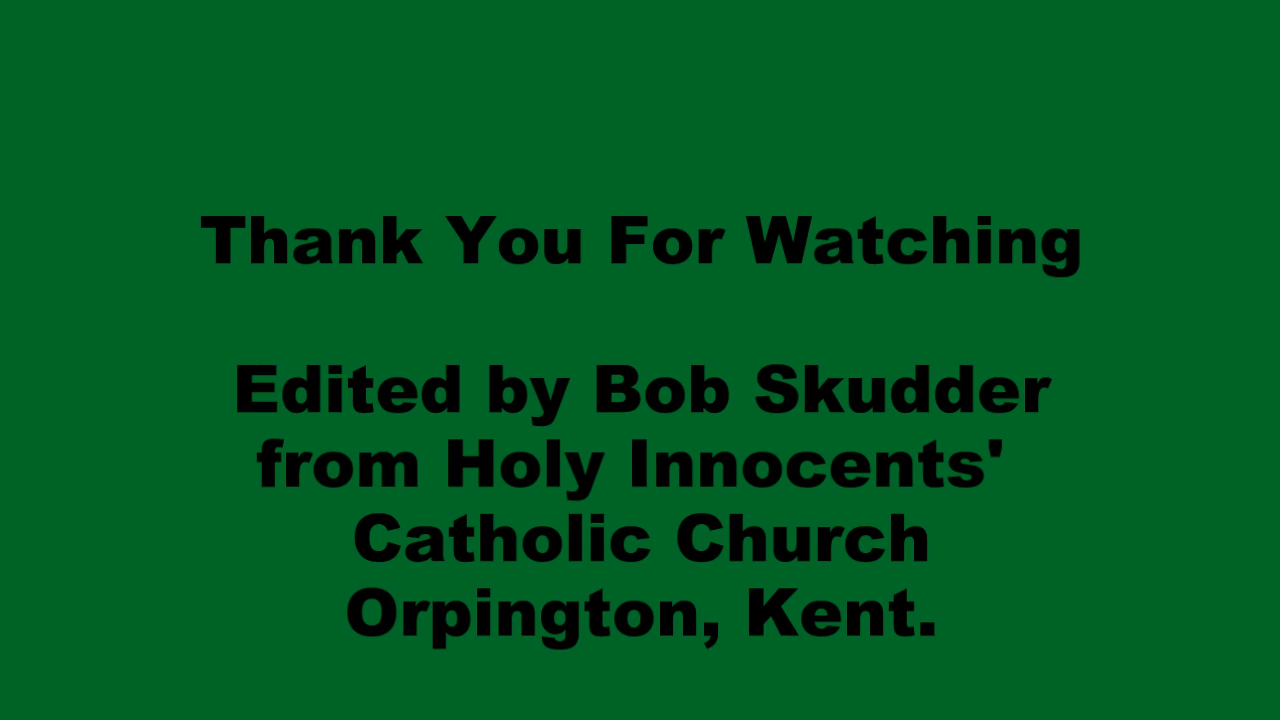 Thank You For Watching
Edited by Bob Skudder
from Holy Innocents'
Catholic Church
Orpington, Kent.